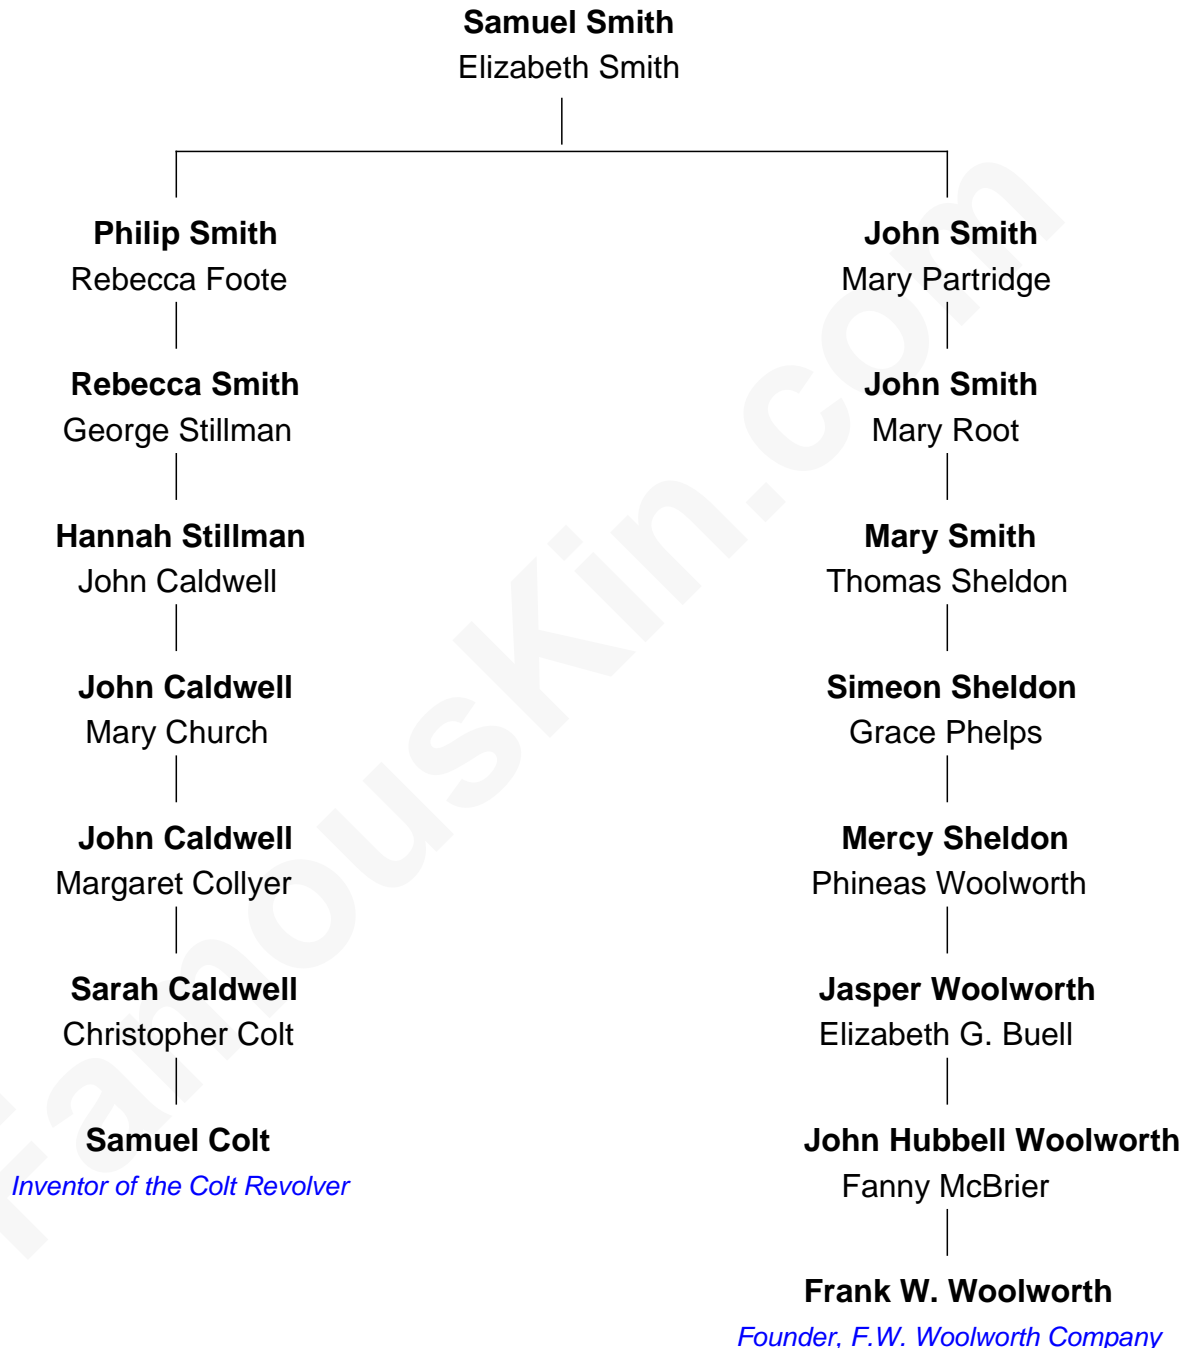 Samuel Smith
Elizabeth Smith
Philip Smith
Rebecca Foote
Rebecca Smith
George Stillman
Hannah Stillman
John Caldwell
John Caldwell
Mary Church
John Caldwell
Margaret Collyer
Sarah Caldwell
Christopher Colt
Samuel Colt
Inventor of the Colt Revolver
John Smith
Mary Partridge
John Smith
Mary Root
Mary Smith
Thomas Sheldon
Simeon Sheldon
Grace Phelps
Mercy Sheldon
Phineas Woolworth
Jasper Woolworth
Elizabeth G. Buell
John Hubbell Woolworth
Fanny McBrier
Frank W. Woolworth
Founder, F.W. Woolworth Company
FamousKin.com